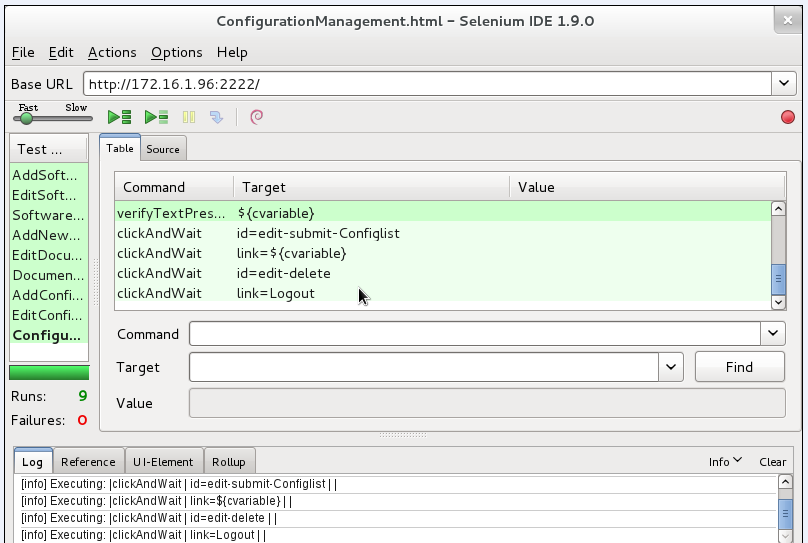 ConfigurationManagement.html - Selenium IDE 1.9.0
File Edit Actions Options Help
Base URL http://172.16.1.96:2222/
Fast Slow
Test ...
AddSoft...
EditSoft...
Software...
AddNew...
EditDocu...
Documen...
AddConfi...
EditConfi...
Configu...
Runs: 9
Failures: 0
Table Source
Command Target Value
verifyTextPres... ${cvariable}
clickAndWait id=edit-submit-Configlist
clickAndWait link=${cvariable}
clickAndWait id=edit-delete
clickAndWait link=Logout
Command
Target Find
Value
Log Reference UI-Element Rollup Info Clear
[info] Executing: |clickAndWait | id=edit-submit-Configlist | |
[info] Executing: |clickAndWait | link=${cvariable} | |
[info] Executing: |clickAndWait | id=edit-delete | |
[info] Executing: |clickAndWait | link=Logout | |